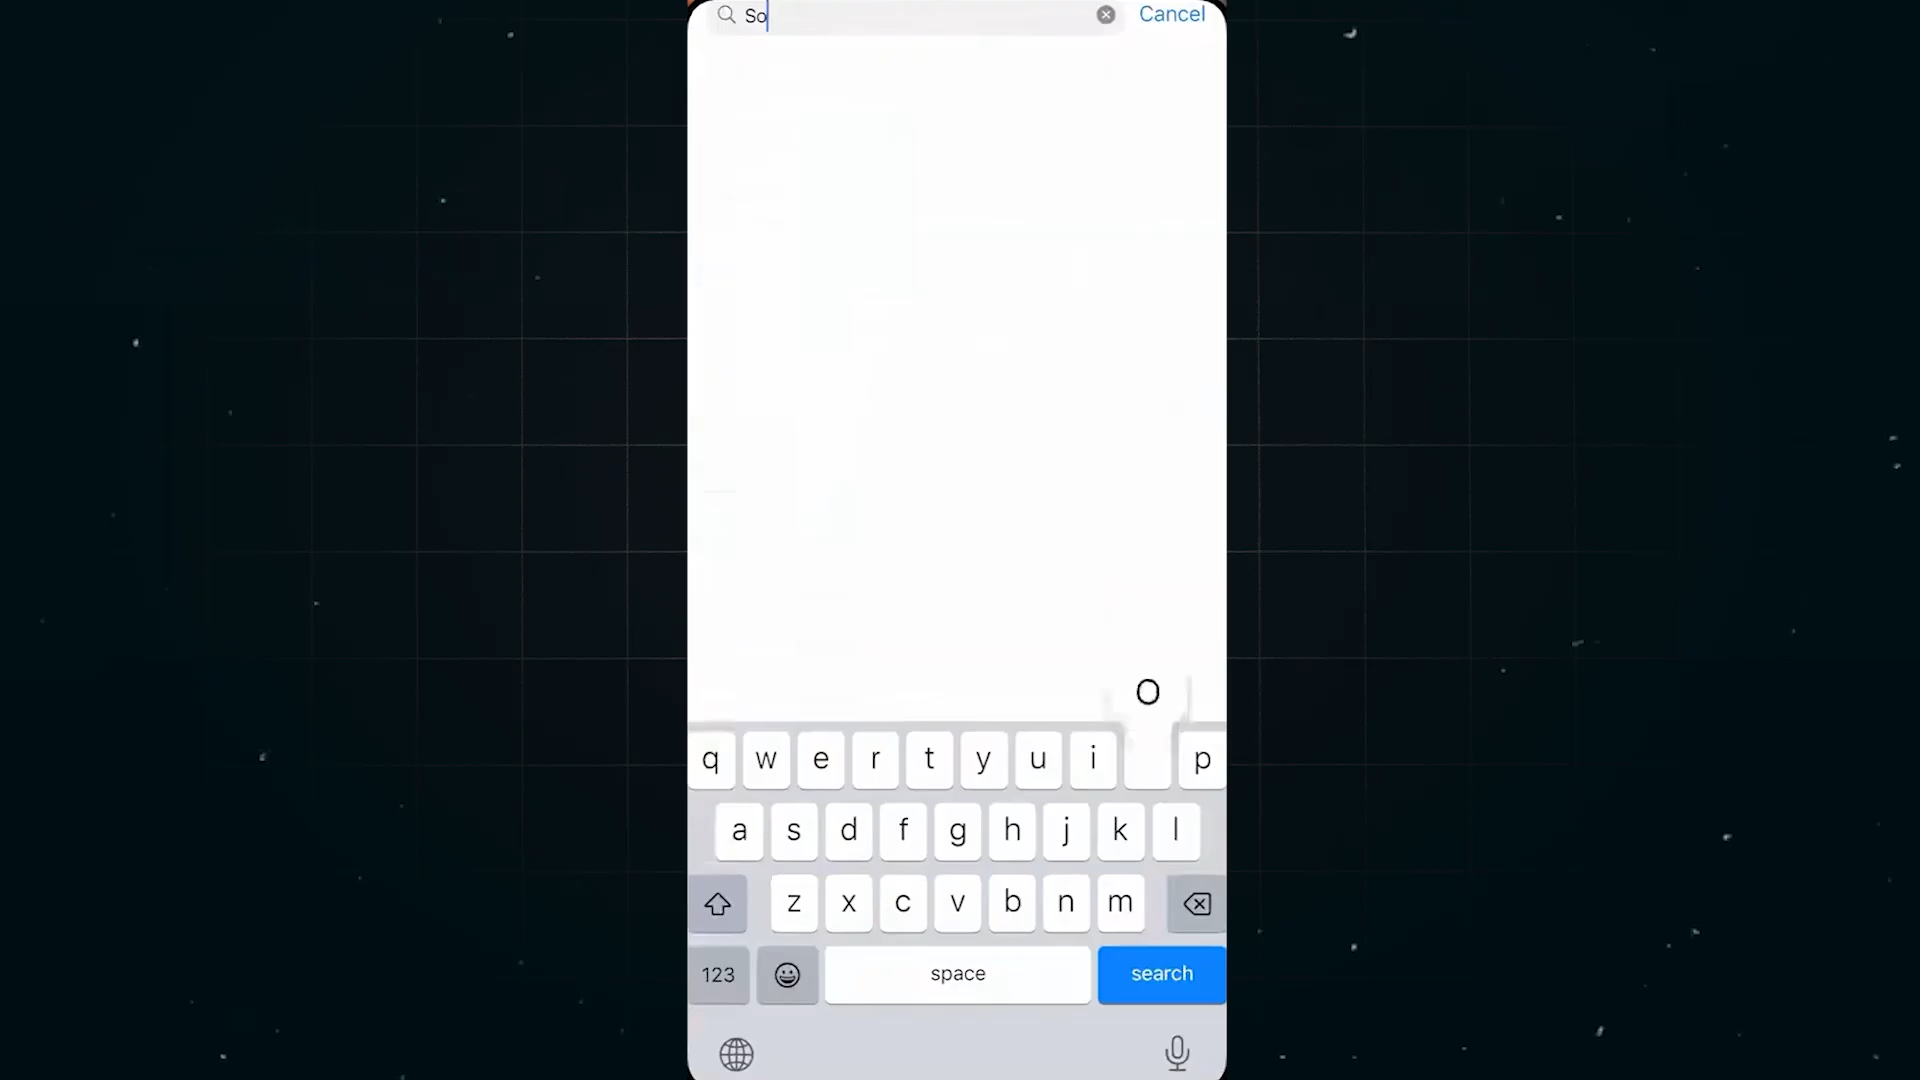 So
Cancel
O
q w e r t y u i p
a s d f g h j k l
z x c v b n m
123 space search